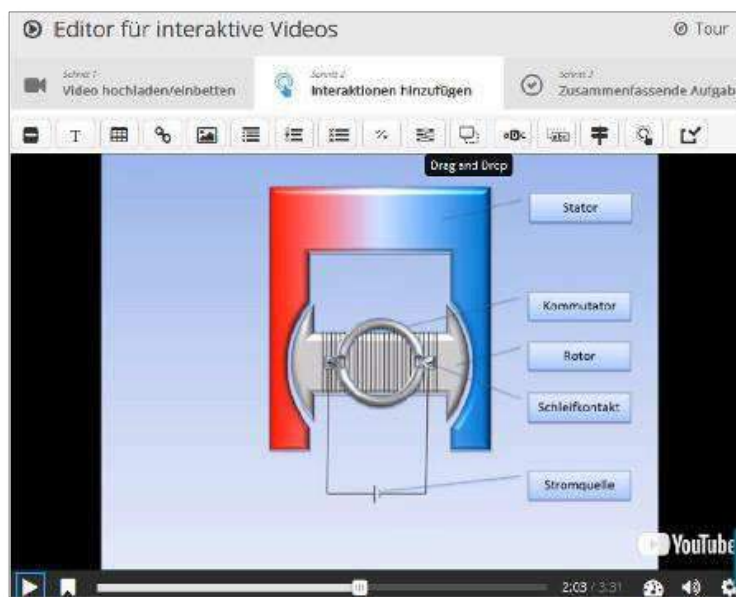 Editor für interaktive Videos
Tour
Schritt 1
Video hochladen/einbetten
Schritt 2
Interaktionen hinzufügen
Schritt 3
Zusammenfassende Aufgab
T
Drag and Drop
Stator
Kommutator
Rotor
Schleifkontakt
Stromquelle
YouTube
2:03 / 3:31